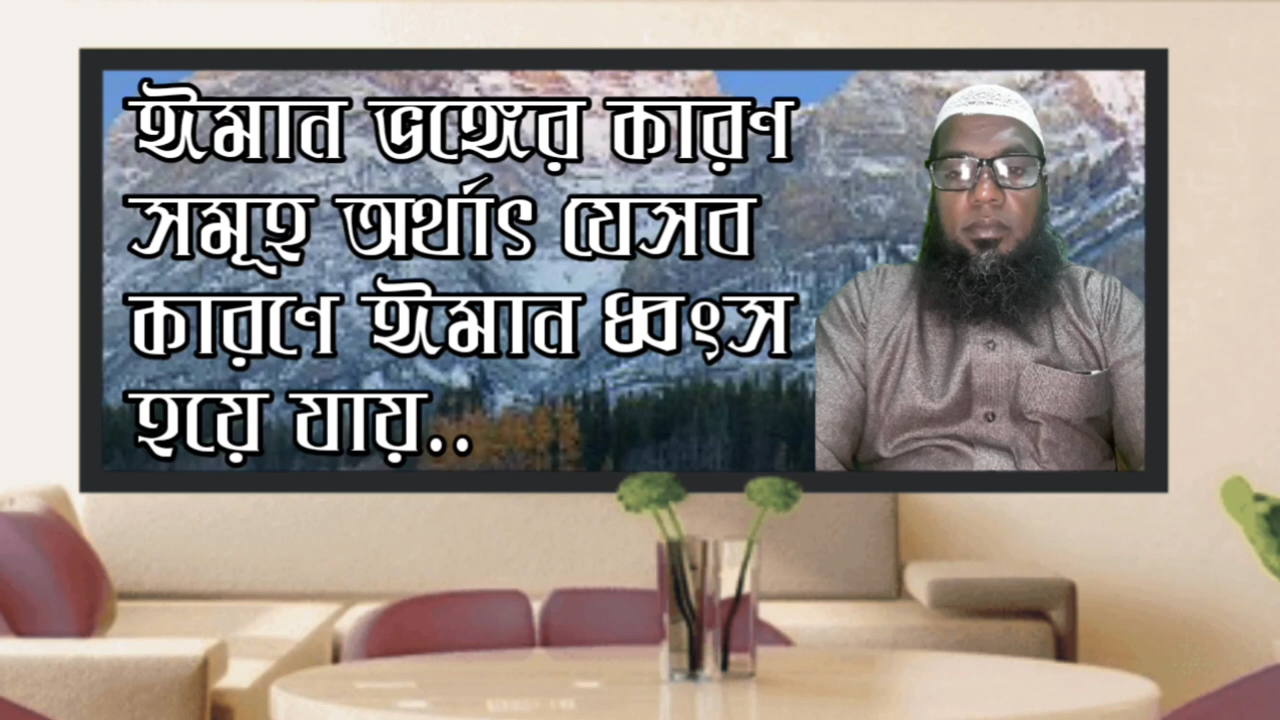 ঈমান ভঙ্গের কারণ
সমূহ অর্থাৎ যেসব
কারণে ঈমান ধ্বংস
হয়ে যায়..